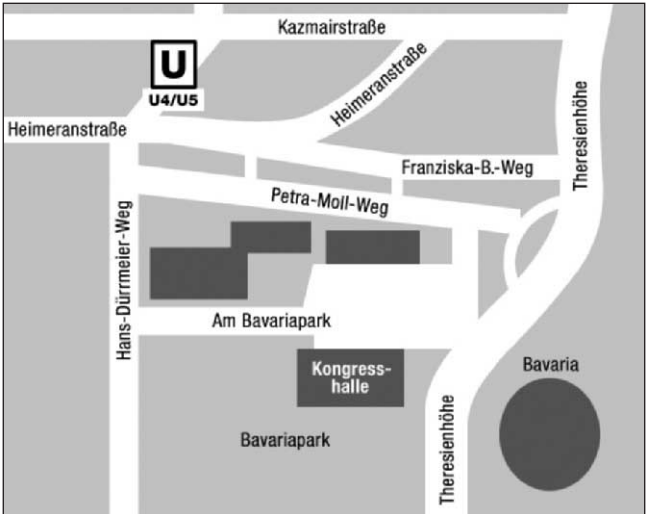 Kazmairstraße
U
U4/U5
Heimeranstraße
Heimeranstraße
Theresienhöhe
Franziska-B.-Weg
Petra-Moll-Weg
Hans-Dürrmeier-Weg
Am Bavariapark
Kongress-
halle
Bavaria
Bavariapark
Theresienhöhe